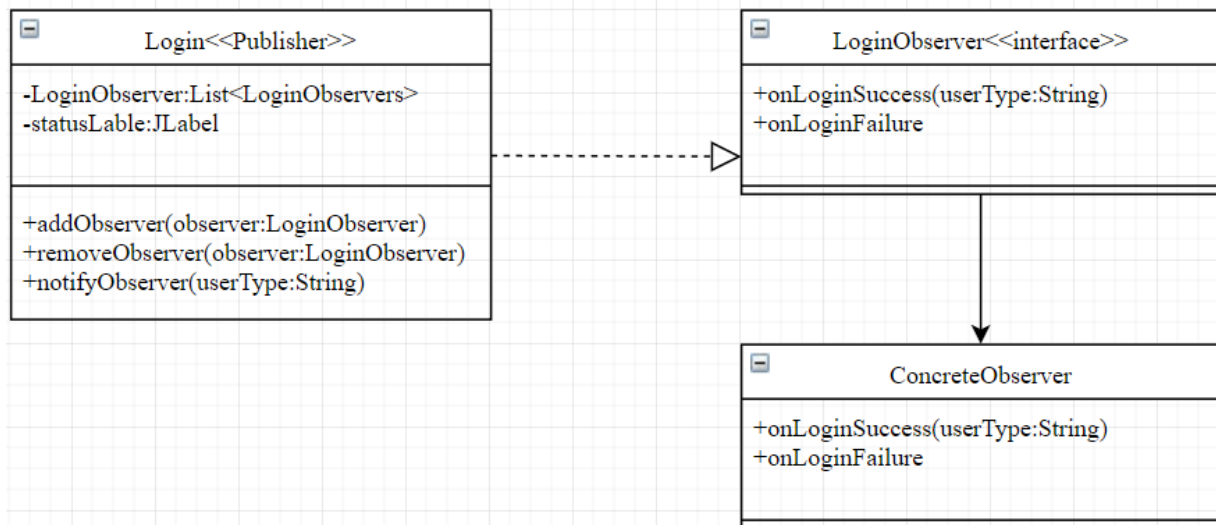 Login<<Publisher>>
-LoginObserver:List<LoginObservers>
-statusLable:JLabel
+addObserver(observer:LoginObserver)
+removeObserver(observer:LoginObserver)
+notifyObserver(userType:String)
LoginObserver<<interface>>
+onLoginSuccess(userType:String)
+onLoginFailure
ConcreteObserver
+onLoginSuccess(userType:String)
+onLoginFailure